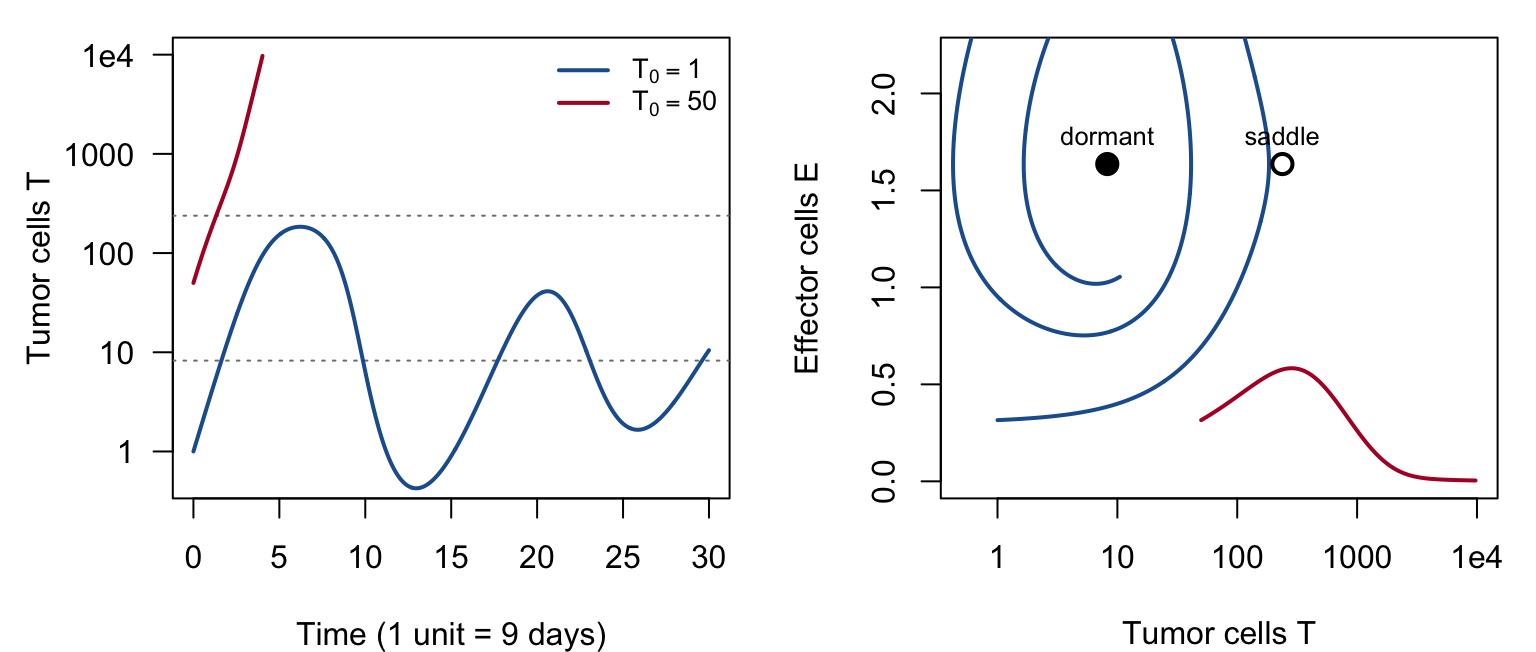 Tumor cells T
1e4
1000
100
10
1
T₀ = 1
T₀ = 50
0 5 10 15 20 25 30
Time (1 unit = 9 days)
Effector cells E
2.0
1.5
1.0
0.5
0.0
dormant
saddle
1 10 100 1000 1e4
Tumor cells T